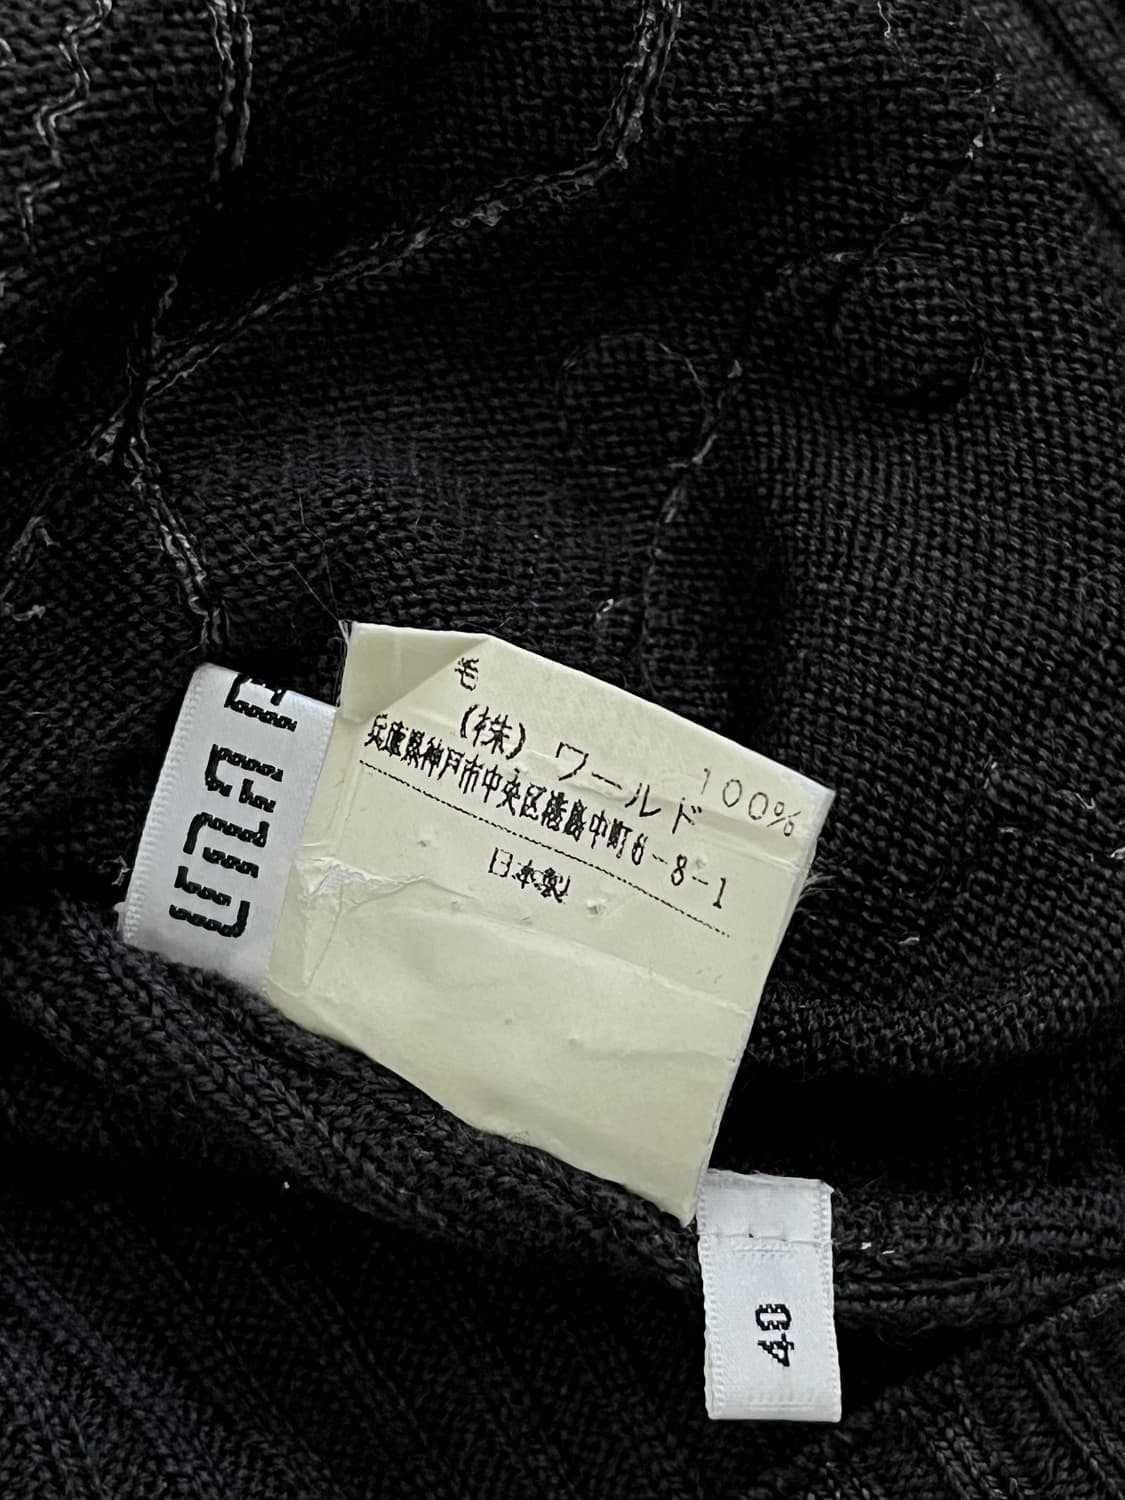 毛 100%
(株) ワールド
兵庫県神戸市中央区港島中町6-8-1
日本製
40